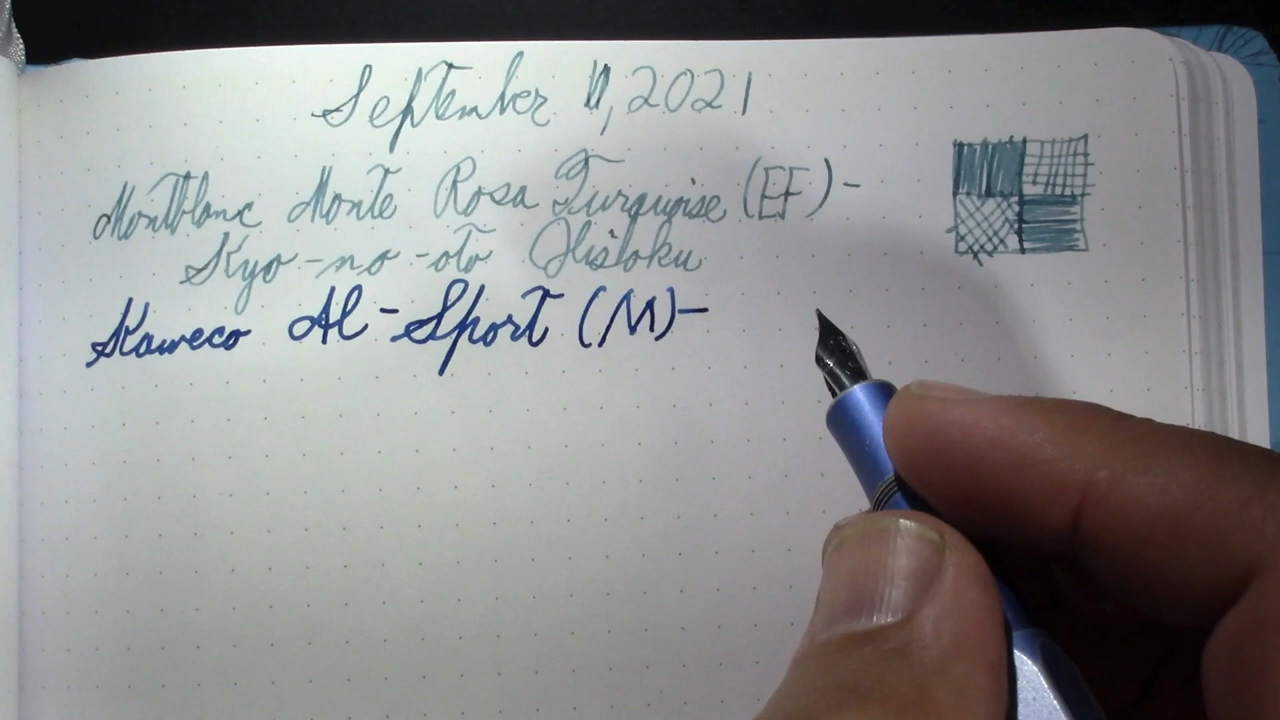 September 11, 2021
Montblanc Monte Rosa Turquoise (EF)-
Kyo-no-oto Hisoku
Kaweco Al-Sport (M)-